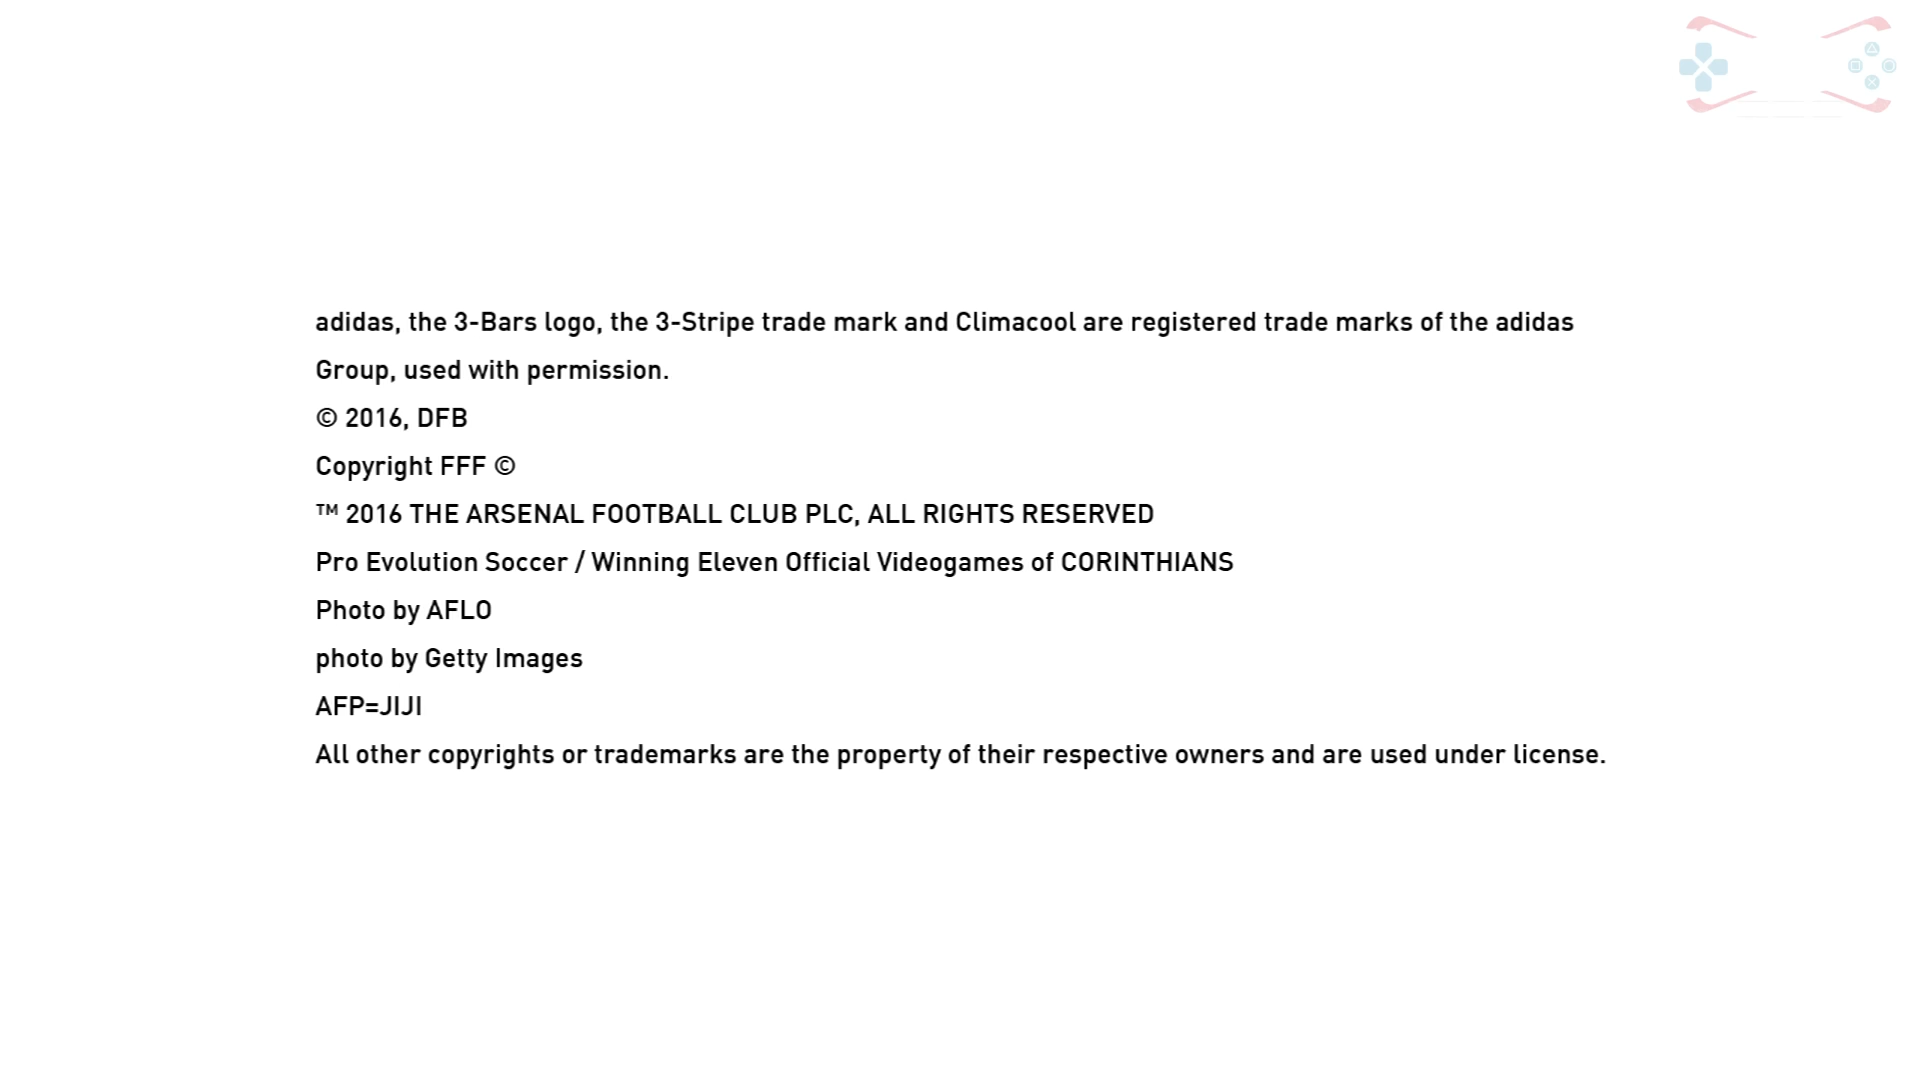 adidas, the 3-Bars logo, the 3-Stripe trade mark and Climacool are registered trade marks of the adidas
Group, used with permission.
© 2016, DFB
Copyright FFF ©
™ 2016 THE ARSENAL FOOTBALL CLUB PLC, ALL RIGHTS RESERVED
Pro Evolution Soccer / Winning Eleven Official Videogames of CORINTHIANS
Photo by AFLO
photo by Getty Images
AFP=JIJI
All other copyrights or trademarks are the property of their respective owners and are used under license.